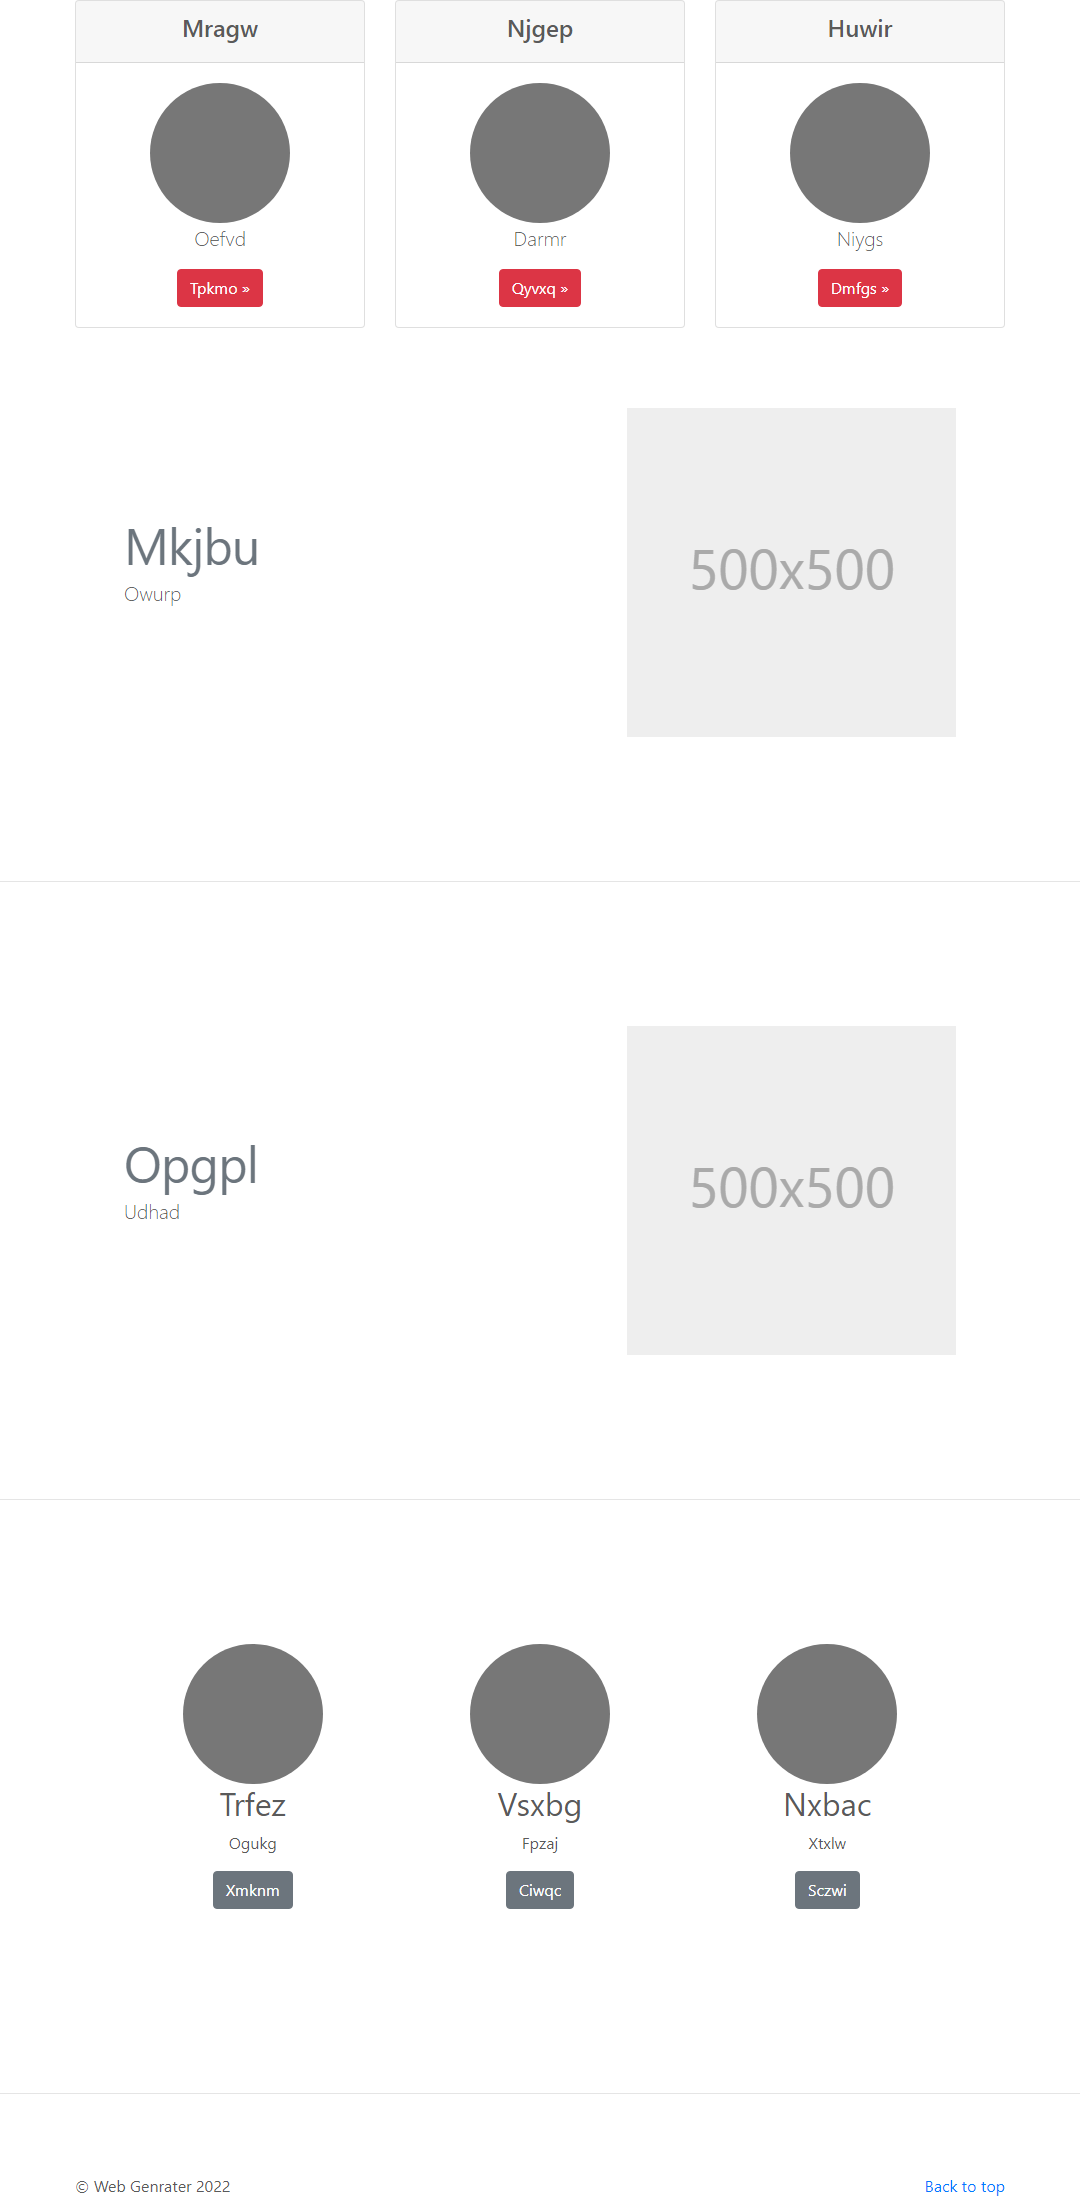 Mragw
Njgep
Huwir
Oefvd
Darmr
Niygs
Tpkmo »
Qyvxq »
Dmfgs »
Mkjbu
Owurp
500x500
Opgpl
Udhad
500x500
Trfez
Vsxbg
Nxbac
Ogukg
Fpzaj
Xtxlw
Xmknm
Ciwqc
Sczwi
© Web Genrater 2022
Back to top